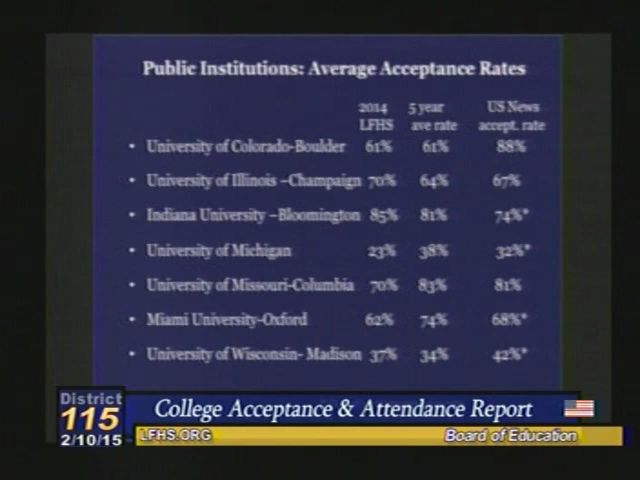 Public Institutions: Average Acceptance Rates
2014 5 year US News
LFHS ave rate accept. rate
• University of Colorado-Boulder 61% 61% 88%
• University of Illinois –Champaign 70% 64% 67%
• Indiana University –Bloomington 85% 81% 74%*
• University of Michigan 23% 38% 32%*
• University of Missouri-Columbia 70% 83% 81%
• Miami University-Oxford 62% 74% 68%*
• University of Wisconsin- Madison 37% 34% 42%*
District
115 College Acceptance & Attendance Report
2/10/15 LFHS.ORG Board of Education